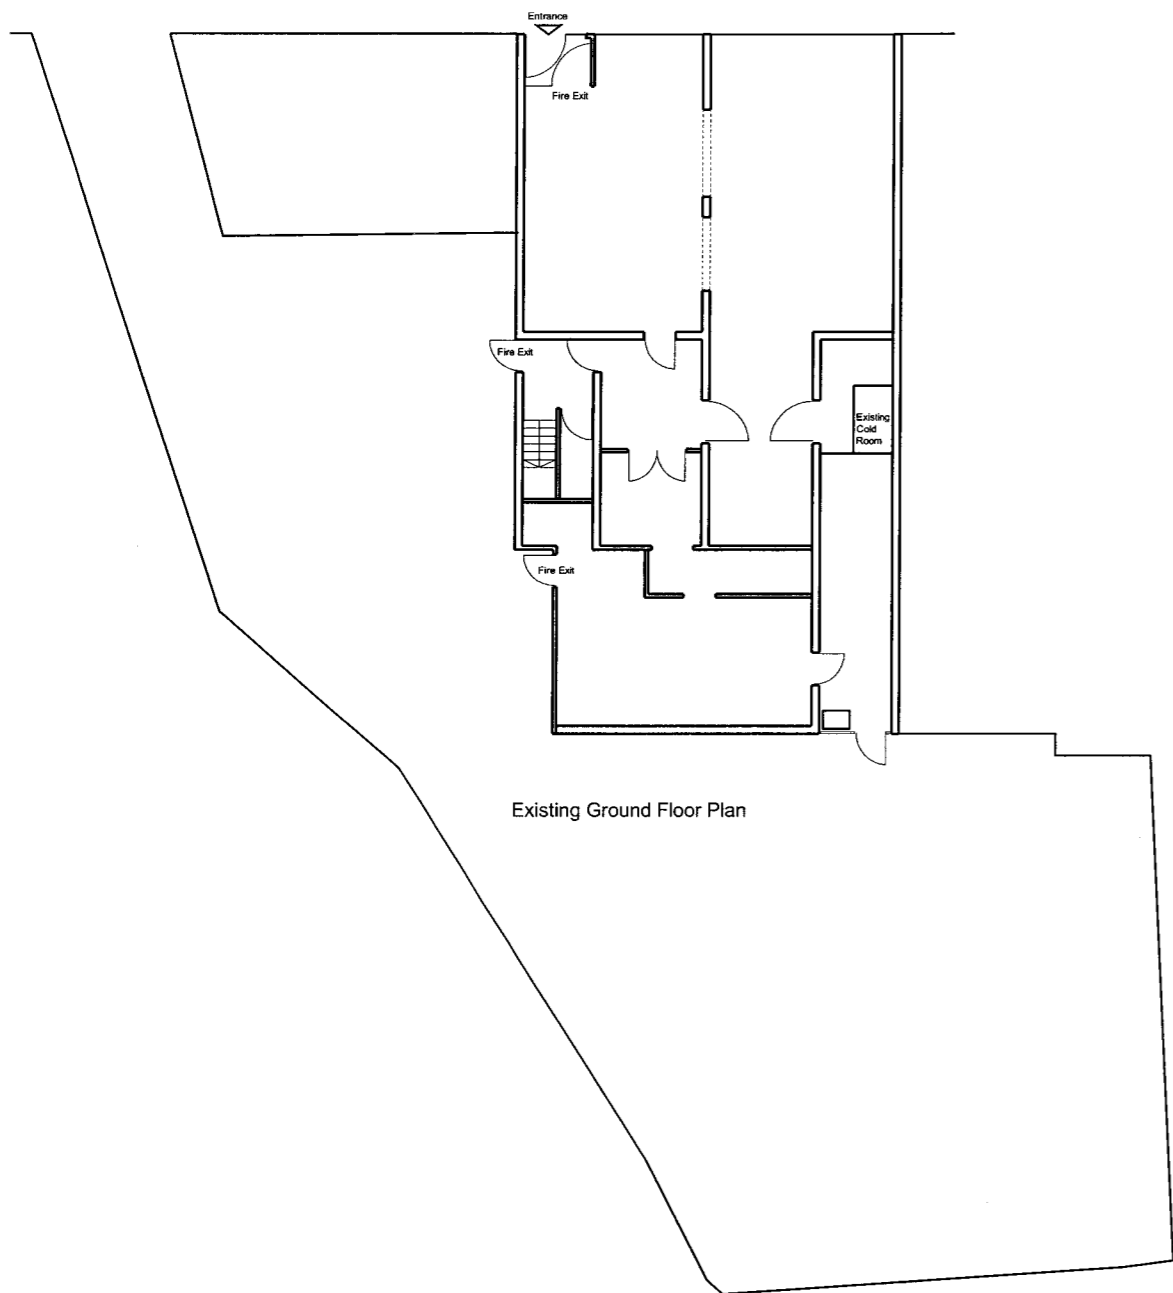 Entrance
Fire Exit
Fire Exit
Existing
Cold
Room
Fire Exit
Existing Ground Floor Plan